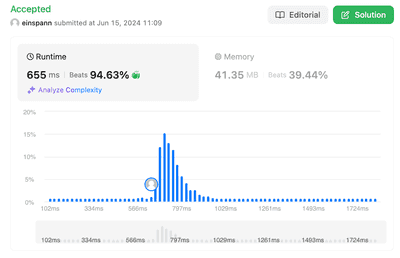 Accepted
einspann submitted at Jun 15, 2024 11:09
Editorial
Solution
Runtime
655 ms | Beats 94.63%
Analyze Complexity
Memory
41.35 MB Beats 39.44%
20%
15%
10%
5%
0%
102ms 334ms 566ms 797ms 1029ms 1261ms 1493ms 1724ms
102ms 334ms 566ms 797ms 1029ms 1261ms 1493ms 1724ms